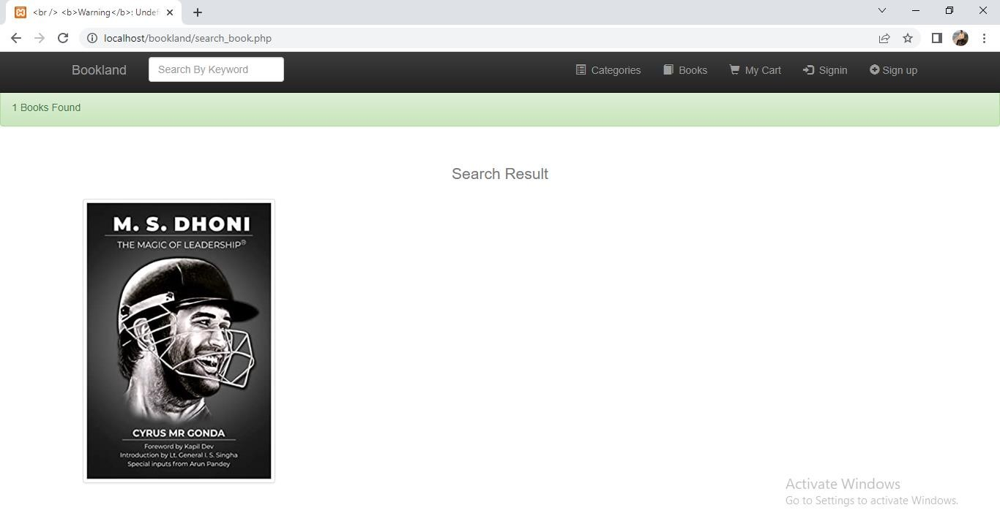 <br /> <b>Warning</b>: Undef
localhost/bookland/search_book.php
Bookland
Search By Keyword
Categories
Books
My Cart
Signin
Sign up
1 Books Found
Search Result
M. S. DHONI
THE MAGIC OF LEADERSHIP®
CYRUS MR GONDA
Foreword by Kapil Dev
Introduction by Lt. General I. S. Singha
Special inputs from Arun Pandey
Activate Windows
Go to Settings to activate Windows.